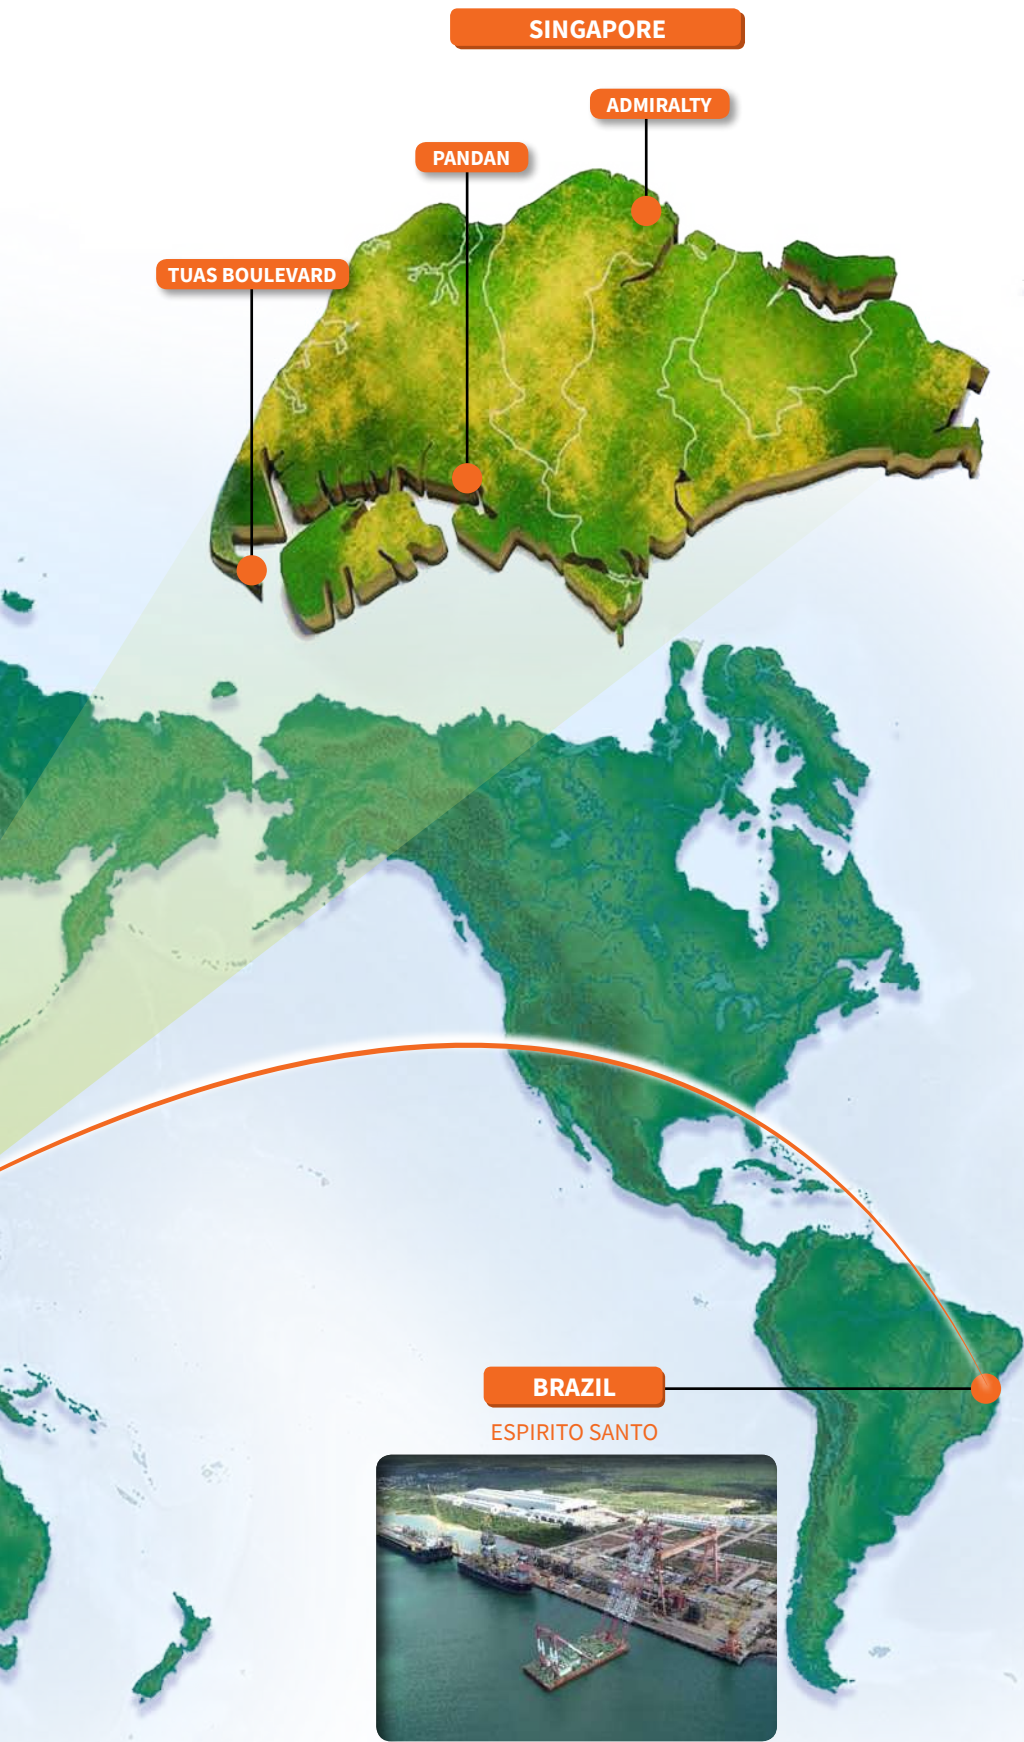 SINGAPORE
ADMIRALTY
PANDAN
TUAS BOULEVARD
BRAZIL
ESPIRITO SANTO